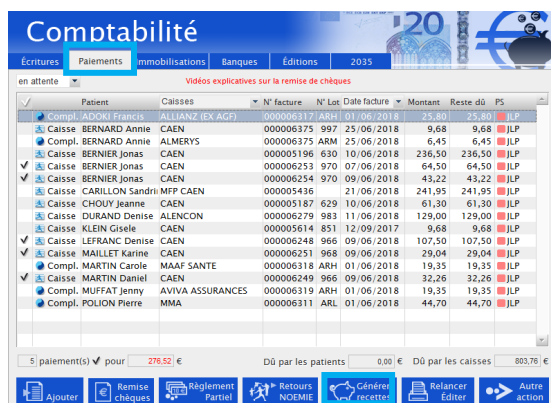 Comptabilité
20
Écritures Paiements Immobilisations Banques Éditions 2035
en attente Vidéos explicatives sur la remise de chèques
Patient Caisses N° facture N° Lot Date facture Montant Reste dû PS
Compl. ADOKI Francis ALLIANZ (EX AGF) 000006317 ARH 01/06/2018 25,80 25,80 JLP
Caisse BERNARD Annie CAEN 000006375 997 25/06/2018 9,68 9,68 JLP
Compl. BERNARD Annie ALMERYS 000006375 ARM 25/06/2018 6,45 6,45 JLP
Caisse BERNIER Jonas CAEN 000005196 630 10/06/2018 236,50 236,50 JLP
Caisse BERNIER Jonas CAEN 000006253 970 07/06/2018 64,50 64,50 JLP
Caisse BERNIER Jonas CAEN 000006254 970 09/06/2018 43,22 43,22 JLP
Caisse CARILLON Sandri MFP CAEN 000005436 21/06/2018 241,95 241,95 JLP
Caisse CHOUY Jeanne CAEN 000005187 629 10/06/2018 61,30 61,30 JLP
Caisse DURAND Denise ALENCON 000006279 983 11/06/2018 129,00 129,00 JLP
Caisse KLEIN Gisele CAEN 000005614 851 12/09/2017 9,68 9,68 JLP
Caisse LEFRANC Denise CAEN 000006248 966 09/06/2018 107,50 107,50 JLP
Caisse MAILLET Karine CAEN 000006251 968 09/06/2018 29,04 29,04 JLP
Compl. MARTIN Carole MAAF SANTE 000006318 ARH 01/06/2018 19,35 19,35 JLP
Caisse MARTIN Daniel CAEN 000006249 966 09/06/2018 32,26 32,26 JLP
Compl. MUFFAT Jenny AVIVA ASSURANCES 000006319 ARH 01/06/2018 19,35 19,35 JLP
Compl. POLION Pierre MMA 000006311 ARL 01/06/2018 44,70 44,70 JLP
5 paiement(s) ✓ pour 276,52 € Dû par les patients 0,00 € Dû par les caisses 803,76 €
Ajouter Remise chèques Règlement Partiel Retours NOEMIE Générer recettes Relancer Éditer Autre action